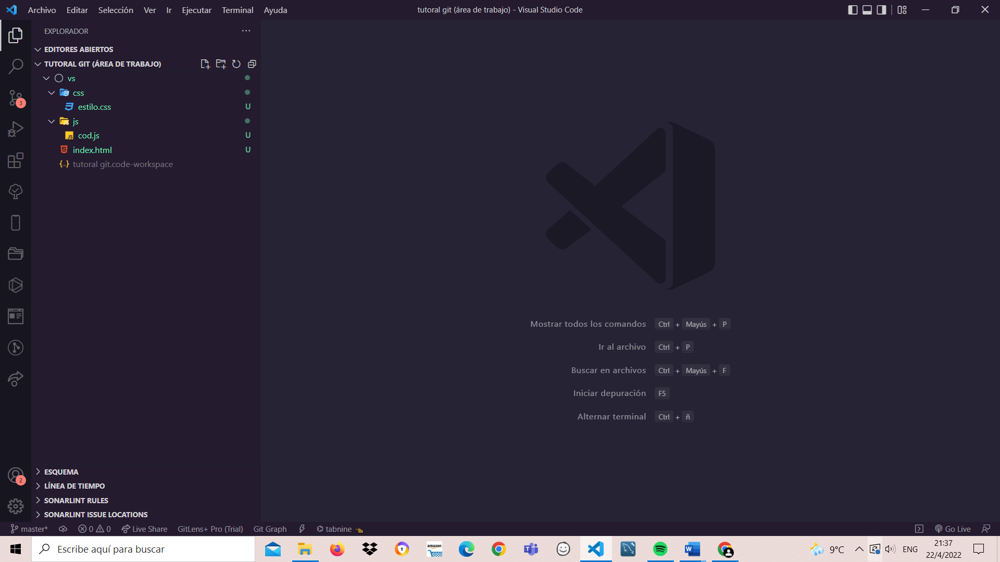 Archivo Editar Selección Ver Ir Ejecutar Terminal Ayuda
tutoral git (área de trabajo) - Visual Studio Code
EXPLORADOR
EDITORES ABIERTOS
TUTORAL GIT (ÁREA DE TRABAJO)
vs
css
estilo.css U
js
JS cod.js U
index.html U
{..} tutoral git.code-workspace
3
2
Mostrar todos los comandos Ctrl + Mayús + P
Ir al archivo Ctrl + P
Buscar en archivos Ctrl + Mayús + F
Iniciar depuración F5
Alternar terminal Ctrl + ñ
ESQUEMA
LÍNEA DE TIEMPO
SONARLINT RULES
SONARLINT ISSUE LOCATIONS
master* 0 0 Live Share GitLens+ Pro (Trial) Git Graph tabnine Go Live
Escribe aquí para buscar
amazon
9°C ENG
21:37
22/4/2022